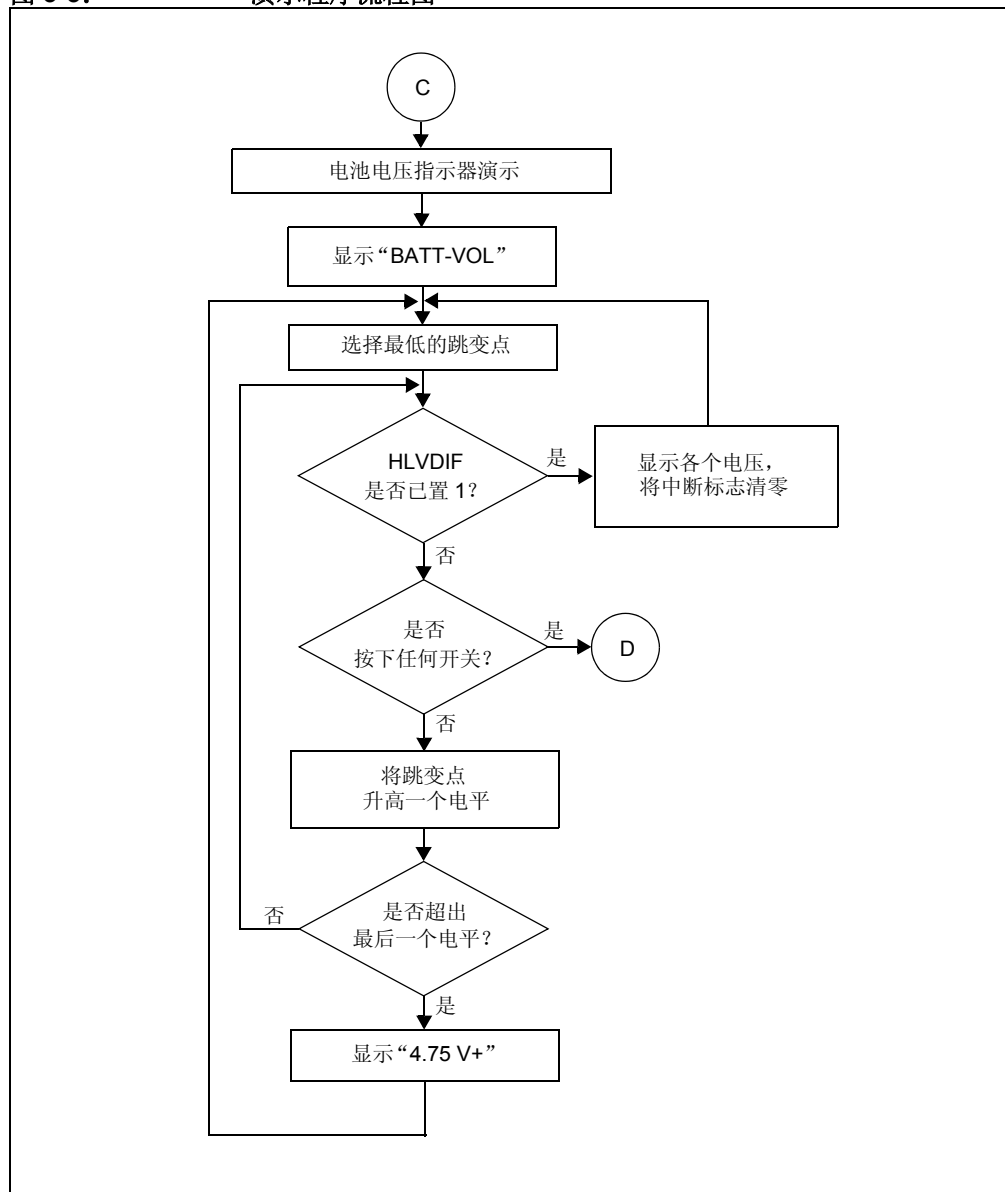 C
电池电压指示器演示
显示“BATT-VOL”
选择最低的跳变点
HLVDIF
是否已置 1？
是
显示各个电压，
将中断标志清零
否
是否
按下任何开关？
是
D
否
将跳变点
升高一个电平
是否超出
最后一个电平？
否
是
显示“4.75 V+”